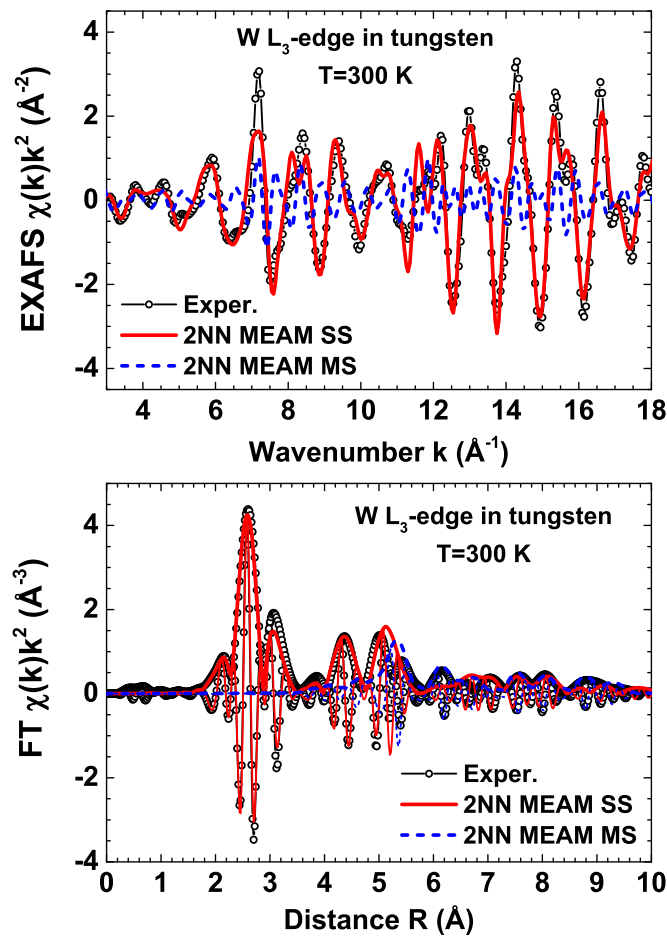 W L₃-edge in tungsten
T=300 K
EXAFS χ(k)k² (Å⁻²)
4
2
0
-2
-4
Exper.
2NN MEAM SS
2NN MEAM MS
4 6 8 10 12 14 16 18
Wavenumber k (Å⁻¹)
W L₃-edge in tungsten
T=300 K
FT χ(k)k² (Å⁻³)
4
2
0
-2
-4
Exper.
2NN MEAM SS
2NN MEAM MS
0 1 2 3 4 5 6 7 8 9 10
Distance R (Å)